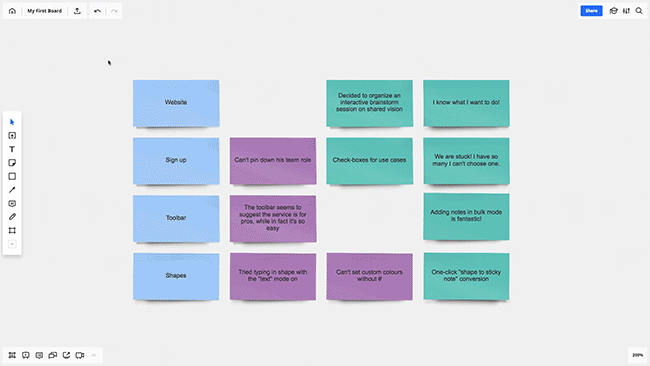 My First Board
Share
Website
Decided to organize an
interactive brainstorm
session on shared vision
I know what I want to do!
Sign up
Can't pin down his team role
Check-boxes for use cases
We are stuck! I have so
many I can't choose one.
Toolbar
The toolbar seems to
suggest the service is for
pros, while in fact it's so
easy
Adding notes in bulk mode
is fantastic!
Shapes
Tried typing in shape with
the "text" mode on
Can't set custom colours
without #
One-click "shape to sticky
note" conversion
200%